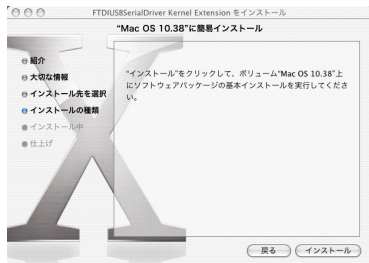 FTDIUSBSerialDriver Kernel Extension をインストール
“Mac OS 10.38”に簡易インストール
紹介
大切な情報
インストール先を選択
インストールの種類
インストール中
仕上げ
“インストール”をクリックして、ボリューム“Mac OS 10.38”上
にソフトウェアパッケージの基本インストールを実行してくださ
い。
戻る
インストール